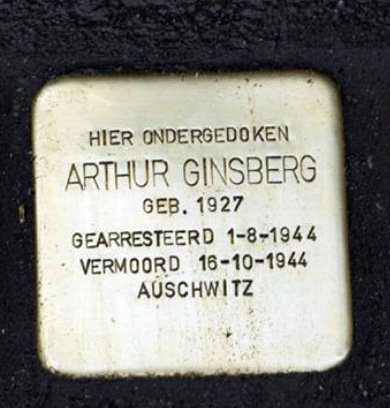 HIER ONDERGEDOKEN
ARTHUR GINSBERG
GEB. 1927
GEARRESTEERD 1-8-1944
VERMOORD 16-10-1944
AUSCHWITZ